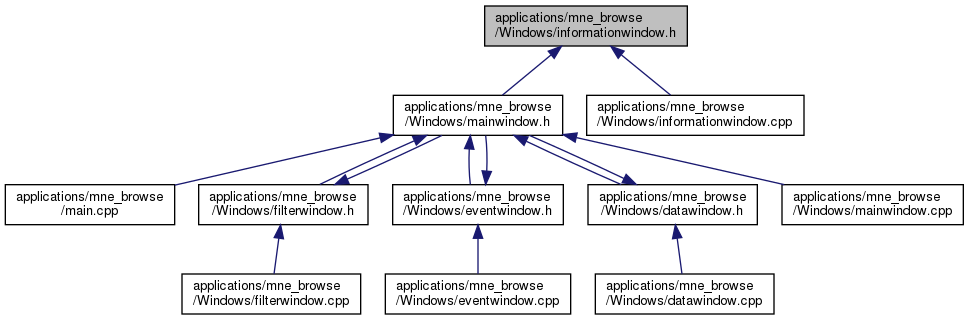 applications/mne_browse
/Windows/informationwindow.h
applications/mne_browse
/Windows/mainwindow.h
applications/mne_browse
/Windows/informationwindow.cpp
applications/mne_browse
/main.cpp
applications/mne_browse
/Windows/filterwindow.h
applications/mne_browse
/Windows/eventwindow.h
applications/mne_browse
/Windows/datawindow.h
applications/mne_browse
/Windows/mainwindow.cpp
applications/mne_browse
/Windows/filterwindow.cpp
applications/mne_browse
/Windows/eventwindow.cpp
applications/mne_browse
/Windows/datawindow.cpp